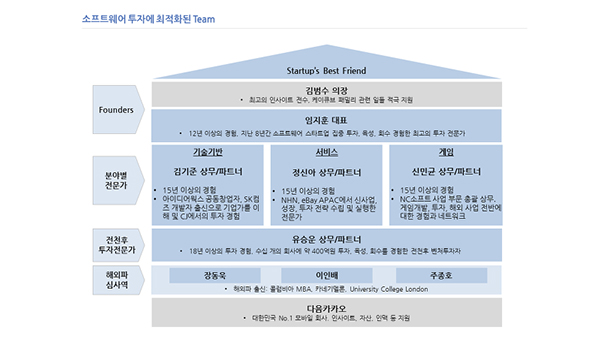 소프트웨어 투자에 최적화된 Team
Startup's Best Friend
Founders
김범수 의장
• 최고의 인사이트 전수, 케이큐브 패밀리 관련 일들 적극 지원
임지훈 대표
• 12년 이상의 경험, 지난 8년간 소프트웨어 스타트업 집중 투자, 육성, 회수 경험한 최고의 투자 전문가
분야별
전문가
기술기반
김기준 상무/파트너
• 15년 이상의 경험
• 아이디어웍스 공동창업자, SK컴
즈 개발자 출신으로 기업가를 이
해 및 CJ에서의 투자 경험
서비스
정신아 상무/파트너
• 15년 이상의 경험
• NHN, eBay APAC에서 신사업,
성장, 투자 전략 수립 및 실행한
전문가
게임
신민균 상무/파트너
• 15년 이상의 경험
• NC소프트 사업 부문 총괄 상무,
게임개발, 투자, 해외 사업 전반에
대한 경험과 네트워크
전천후
투자전문가
유승운 상무/파트너
• 18년 이상의 투자 경험, 수십 개의 회사에 약 400억원 투자, 육성, 회수를 경험한 전천후 벤처투자자
해외파
심사역
장동욱
이인배
주종호
• 해외파 출신: 콜럼비아 MBA, 카네기멜론, University College London
다음카카오
• 대한민국 No.1 모바일 회사. 인사이트, 자산, 인맥 등 지원